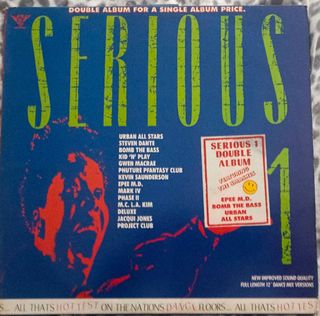 DOUBLE ALBUM FOR A SINGLE ALBUM PRICE.
SERIOUS
1
URBAN ALL STARS
STEVEN DANTE
BOMB THE BASS
KID 'N' PLAY
GWEN MACRAE
PHUTURE PFANTASY CLUB
KEVIN SAUNDERSON
EPEE M.D.
MARK IV
PHASE II
M.C. L.A. KIM
DELUXE
JACQUI JONES
PROJECT CLUB
SERIOUS 1
DOUBLE
ALBUM
FEATURING
EPEE M.D.
BOMB THE BASS
URBAN
ALL STARS
NEW IMPROVED SOUND QUALITY
FULL LENGTH 12" DANCE MIX VERSIONS
S... ALL THATS HOTTEST ON THE NATIONS DANCE FLOORS... ALL THATS HOTTES